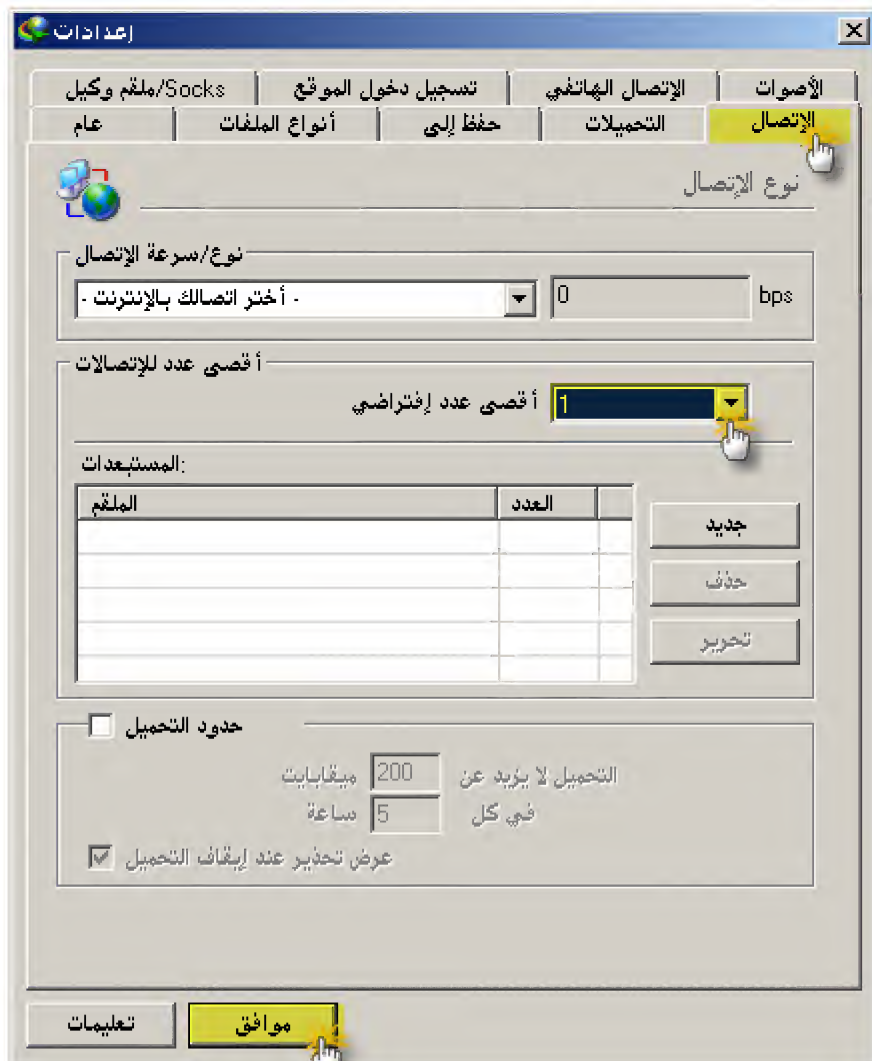 إعدادات
الأصوات
الإتصال الهاتفي
تسجيل دخول الموقع
ملقم وكيل/Socks
الإتصال
التحميلات
حفظ إلى
أنواع الملفات
عام
نوع الإتصال
نوع/سرعة الإتصال
- أختر اتصالك بالإنترنت -
0
bps
أقصى عدد للإتصالات
أقصى عدد إفتراضي
1
المستبعدات:
الملقم
العدد
جديد
حذف
تحرير
حدود التحميل
التحميل لا يزيد عن 200 ميقابايت
في كل 5 ساعة
عرض تحذير عند إيقاف التحميل
موافق
تعليمات